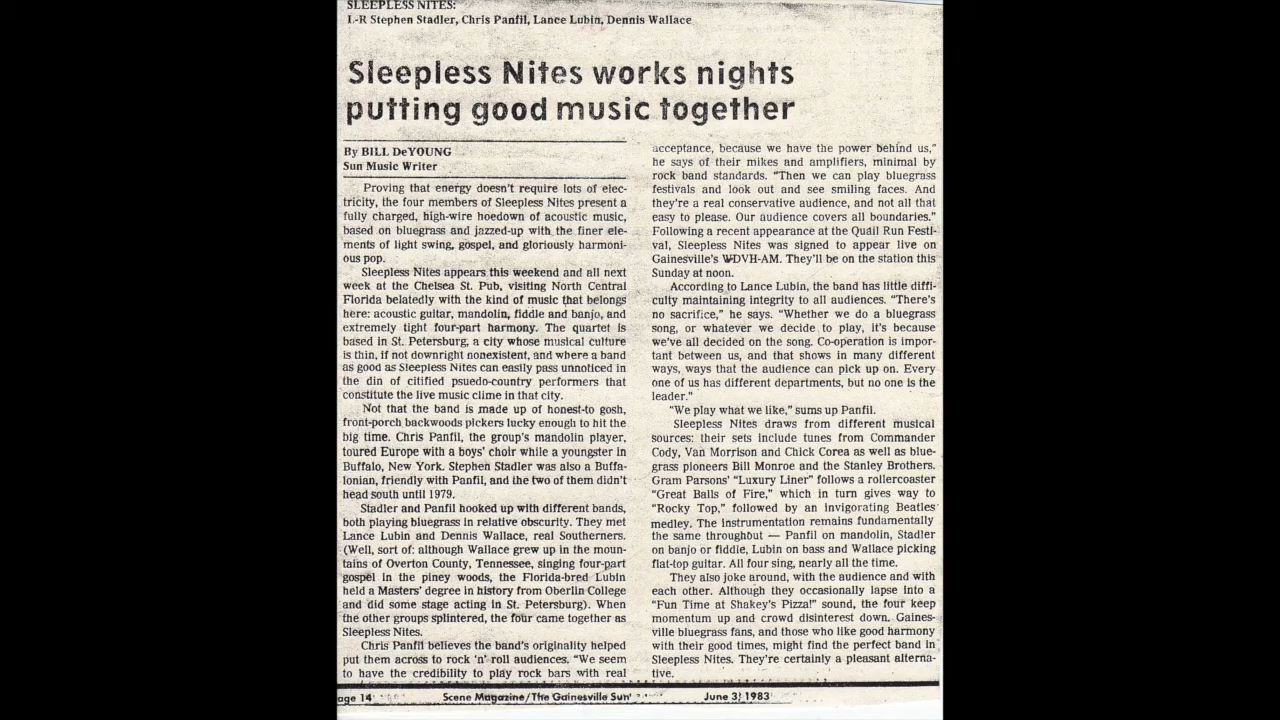 SLEEPLESS NITES:
L-R Stephen Stadler, Chris Panfil, Lance Lubin, Dennis Wallace
Sleepless Nites works nights
putting good music together
By BILL DeYOUNG
Sun Music Writer
Proving that energy doesn't require lots of elec-
tricity, the four members of Sleepless Nites present a
fully charged, high-wire hoedown of acoustic music,
based on bluegrass and jazzed-up with the finer ele-
ments of light swing, gospel, and gloriously harmoni-
ous pop.
Sleepless Nites appears this weekend and all next
week at the Chelsea St. Pub, visiting North Central
Florida belatedly with the kind of music that belongs
here: acoustic guitar, mandolin, fiddle and banjo, and
extremely tight four-part harmony. The quartet is
based in St. Petersburg, a city whose musical culture
is thin, if not downright nonexistent, and where a band
as good as Sleepless Nites can easily pass unnoticed in
the din of citified psuedo-country performers that
constitute the live music clime in that city.
Not that the band is made up of honest-to gosh,
front-porch backwoods pickers lucky enough to hit the
big time. Chris Panfil, the group's mandolin player,
toured Europe with a boys' choir while a youngster in
Buffalo, New York. Stephen Stadler was also a Buffa-
lonian, friendly with Panfil, and the two of them didn't
head south until 1979.
Stadler and Panfil hooked up with different bands,
both playing bluegrass in relative obscurity. They met
Lance Lubin and Dennis Wallace, real Southerners.
(Well, sort of: although Wallace grew up in the moun-
tains of Overton County, Tennessee, singing four-part
gospel in the piney woods, the Florida-bred Lubin
held a Masters' degree in history from Oberlin College
and did some stage acting in St. Petersburg). When
the other groups splintered, the four came together as
Sleepless Nites.
Chris Panfil believes the band's originality helped
put them across to rock 'n' roll audiences. "We seem
to have the credibility to play rock bars with real
acceptance, because we have the power behind us,"
he says of their mikes and amplifiers, minimal by
rock band standards. "Then we can play bluegrass
festivals and look out and see smiling faces. And
they're a real conservative audience, and not all that
easy to please. Our audience covers all boundaries."
Following a recent appearance at the Quail Run Festi-
val, Sleepless Nites was signed to appear live on
Gainesville's WDVH-AM. They'll be on the station this
Sunday at noon.
According to Lance Lubin, the band has little diffi-
culty maintaining integrity to all audiences. "There's
no sacrifice," he says. "Whether we do a bluegrass
song, or whatever we decide to play, it's because
we've all decided on the song. Co-operation is impor-
tant between us, and that shows in many different
ways, ways that the audience can pick up on. Every
one of us has different departments, but no one is the
leader."
"We play what we like," sums up Panfil.
Sleepless Nites draws from different musical
sources: their sets include tunes from Commander
Cody, Van Morrison and Chick Corea as well as blue-
grass pioneers Bill Monroe and the Stanley Brothers.
Gram Parsons' "Luxury Liner" follows a rollercoaster
"Great Balls of Fire," which in turn gives way to
"Rocky Top," followed by an invigorating Beatles
medley. The instrumentation remains fundamentally
the same throughout — Panfil on mandolin, Stadler
on banjo or fiddle, Lubin on bass and Wallace picking
flat-top guitar. All four sing, nearly all the time.
They also joke around, with the audience and with
each other. Although they occasionally lapse into a
"Fun Time at Shakey's Pizza!" sound, the four keep
momentum up and crowd disinterest down. Gaines-
ville bluegrass fans, and those who like good harmony
with their good times, might find the perfect band in
Sleepless Nites. They're certainly a pleasant alterna-
tive.
age 14 Scene Magazine/The Gainesville Sun June 3, 1983